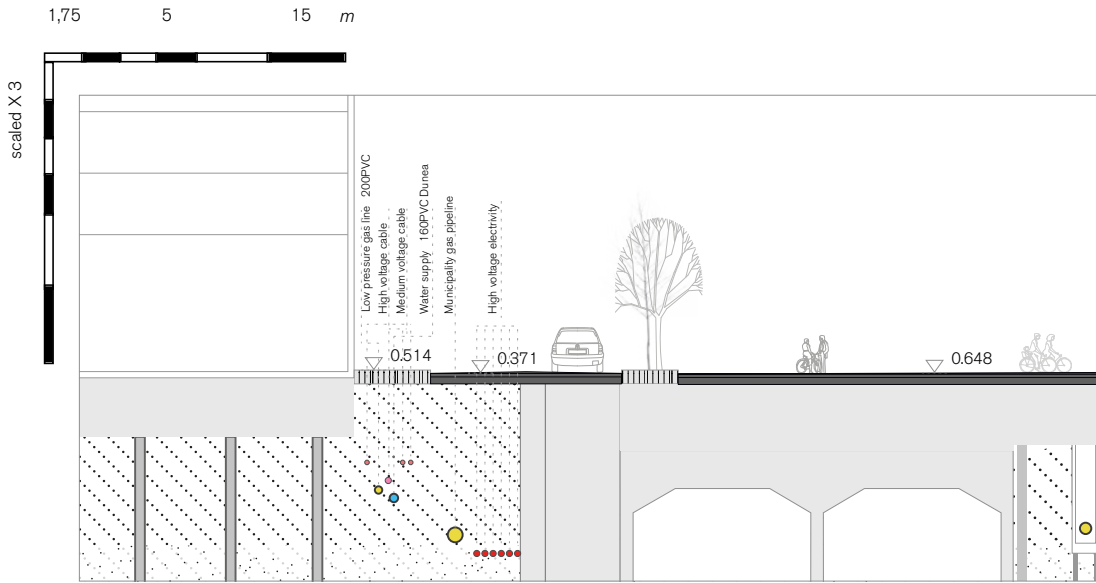 1,75 5 15 m
scaled X 3
Low pressure gas line 200PVC
High voltage cable
Medium voltage cable
Water supply 160PVC Dunea
Municipality gas pipeline
High voltage electrivity
0.514
0.371
0.648